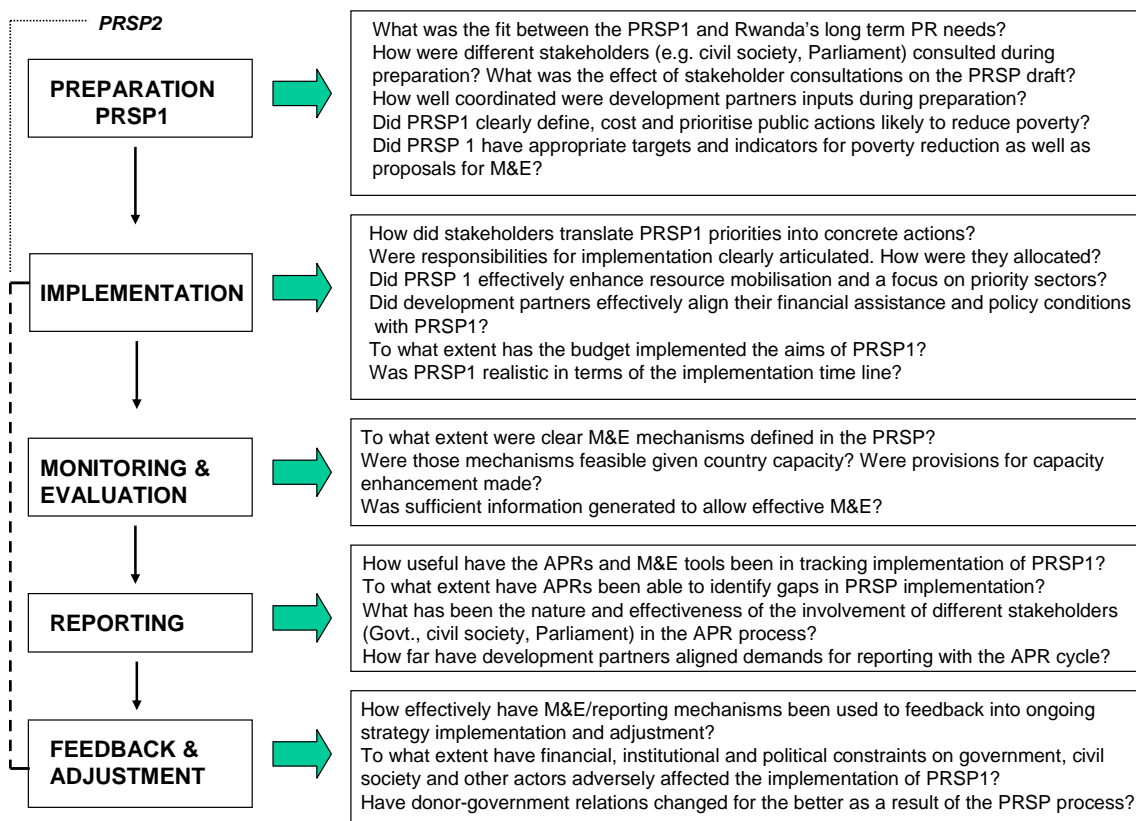 PRSP2
PREPARATION
PRSP1
What was the fit between the PRSP1 and Rwanda's long term PR needs?
How were different stakeholders (e.g. civil society, Parliament) consulted during
preparation? What was the effect of stakeholder consultations on the PRSP draft?
How well coordinated were development partners inputs during preparation?
Did PRSP1 clearly define, cost and prioritise public actions likely to reduce poverty?
Did PRSP 1 have appropriate targets and indicators for poverty reduction as well as
proposals for M&E?
IMPLEMENTATION
How did stakeholders translate PRSP1 priorities into concrete actions?
Were responsibilities for implementation clearly articulated. How were they allocated?
Did PRSP 1 effectively enhance resource mobilisation and a focus on priority sectors?
Did development partners effectively align their financial assistance and policy conditions
with PRSP1?
To what extent has the budget implemented the aims of PRSP1?
Was PRSP1 realistic in terms of the implementation time line?
MONITORING &
EVALUATION
To what extent were clear M&E mechanisms defined in the PRSP?
Were those mechanisms feasible given country capacity? Were provisions for capacity
enhancement made?
Was sufficient information generated to allow effective M&E?
REPORTING
How useful have the APRs and M&E tools been in tracking implementation of PRSP1?
To what extent have APRs been able to identify gaps in PRSP implementation?
What has been the nature and effectiveness of the involvement of different stakeholders
(Govt., civil society, Parliament) in the APR process?
How far have development partners aligned demands for reporting with the APR cycle?
FEEDBACK &
ADJUSTMENT
How effectively have M&E/reporting mechanisms been used to feedback into ongoing
strategy implementation and adjustment?
To what extent have financial, institutional and political constraints on government, civil
society and other actors adversely affected the implementation of PRSP1?
Have donor-government relations changed for the better as a result of the PRSP process?